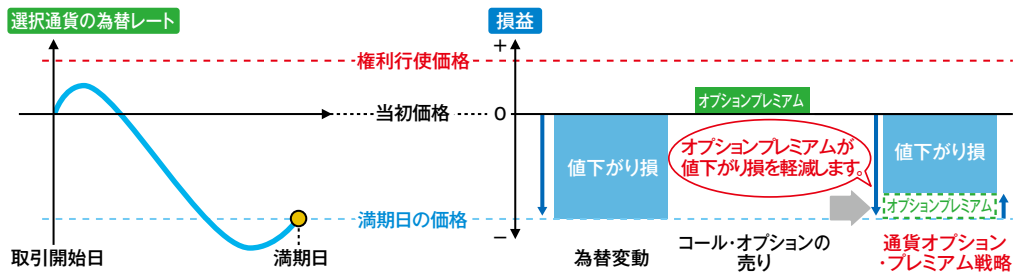 選択通貨の為替レート
権利行使価格
当初価格
満期日の価格
取引開始日
満期日
損益
+
0
−
値下がり損
オプションプレミアム
オプションプレミアムが
値下がり損を軽減します。
値下がり損
オプションプレミアム
為替変動
コール・オプションの
売り
通貨オプション
・プレミアム戦略